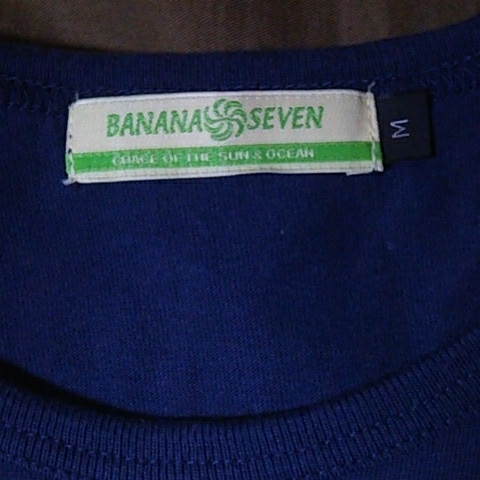 BANANA SEVEN
GRACE OF THE SUN & OCEAN
M